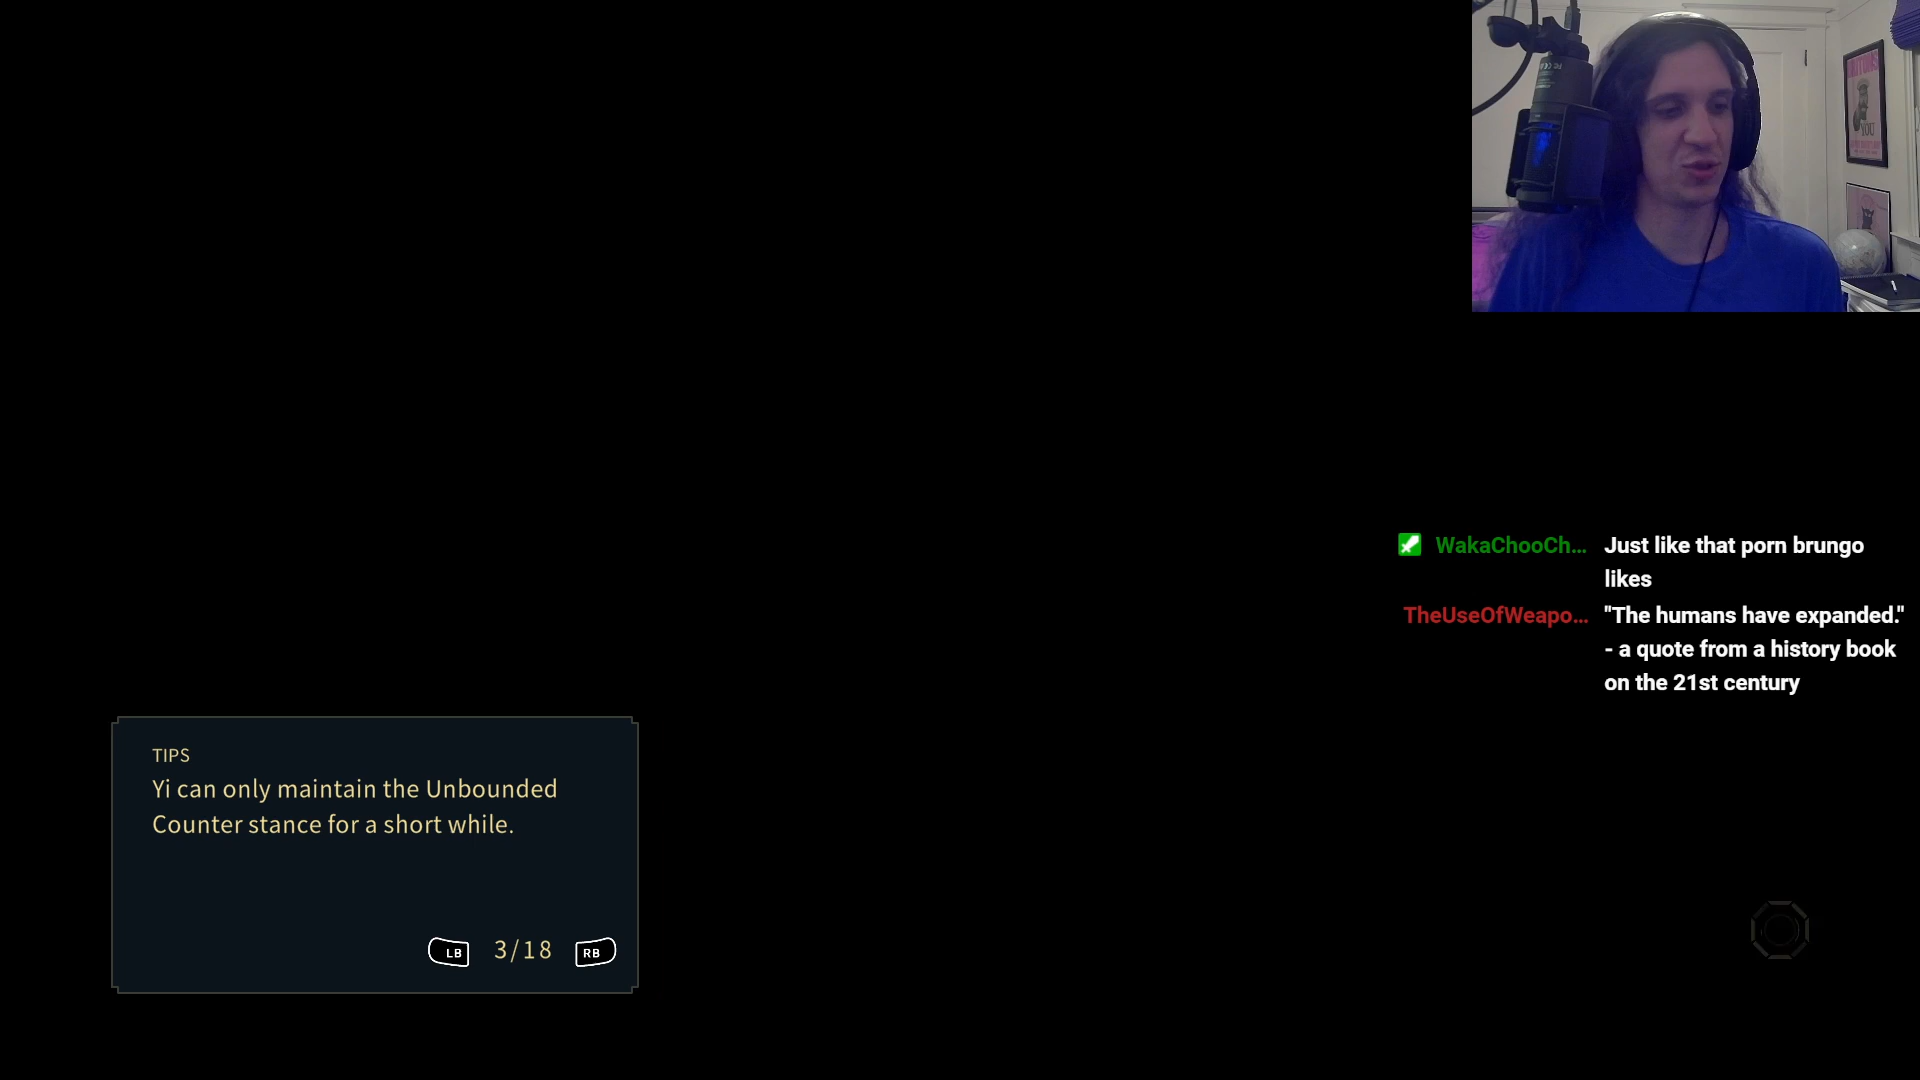 WakaChooCh... Just like that porn brungo
likes
TheUseOfWeapo... "The humans have expanded."
- a quote from a history book
on the 21st century
TIPS
Yi can only maintain the Unbounded
Counter stance for a short while.
LB 3/18 RB